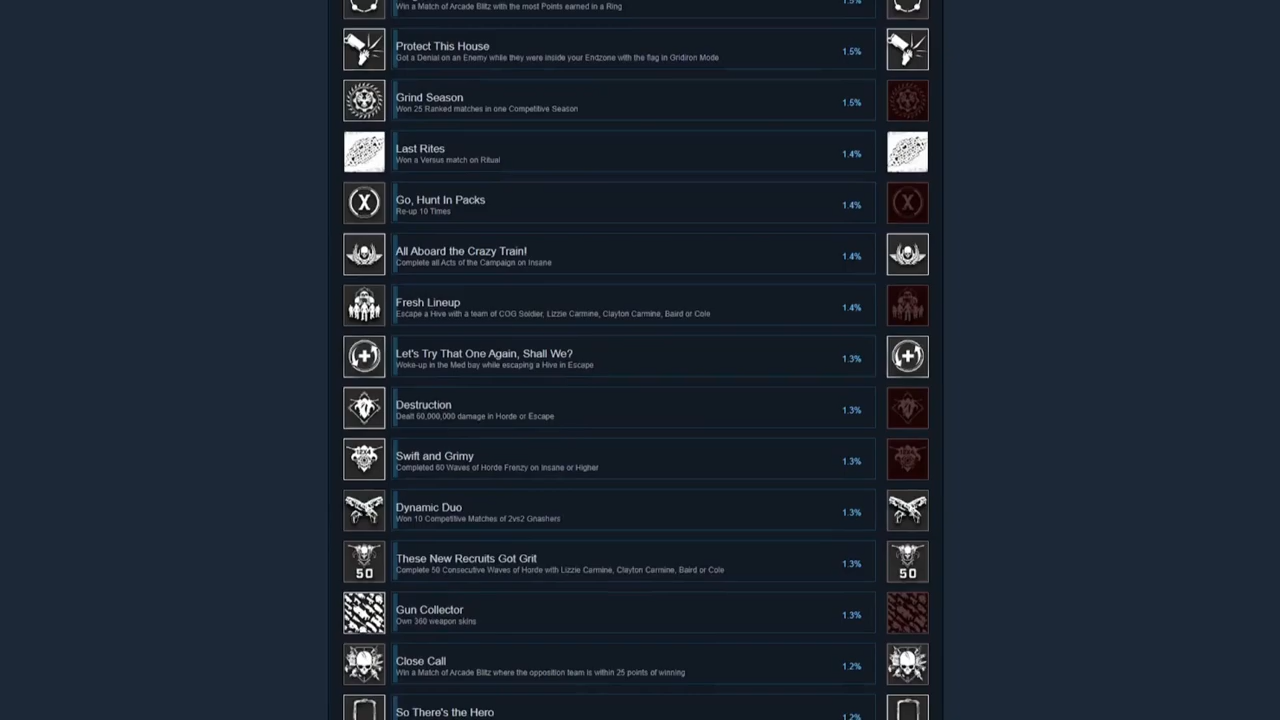 Win a Match of Arcade Blitz with the most Points earned in a Ring
1.5%
Protect This House
Got a Denial on an Enemy while they were inside your Endzone with the flag in Gridiron Mode
1.5%
Grind Season
Won 25 Ranked matches in one Competitive Season
1.5%
Last Rites
Won a Versus match on Ritual
1.4%
Go, Hunt In Packs
Re-up 10 Times
1.4%
X
X
All Aboard the Crazy Train!
Complete all Acts of the Campaign on Insane
1.4%
Fresh Lineup
Escape a Hive with a team of COG Soldier, Lizzie Carmine, Clayton Carmine, Baird or Cole
1.4%
Let's Try That One Again, Shall We?
Woke-up in the Med bay while escaping a Hive in Escape
1.3%
Destruction
Dealt 60,000,000 damage in Horde or Escape
1.3%
Swift and Grimy
Completed 60 Waves of Horde Frenzy on Insane or Higher
1.3%
Dynamic Duo
Won 10 Competitive Matches of 2vs2 Gnashers
1.3%
These New Recruits Got Grit
Complete 50 Consecutive Waves of Horde with Lizzie Carmine, Clayton Carmine, Baird or Cole
1.3%
50
50
Gun Collector
Own 360 weapon skins
1.3%
Close Call
Win a Match of Arcade Blitz where the opposition team is within 25 points of winning
1.2%
So There's the Hero
1.2%